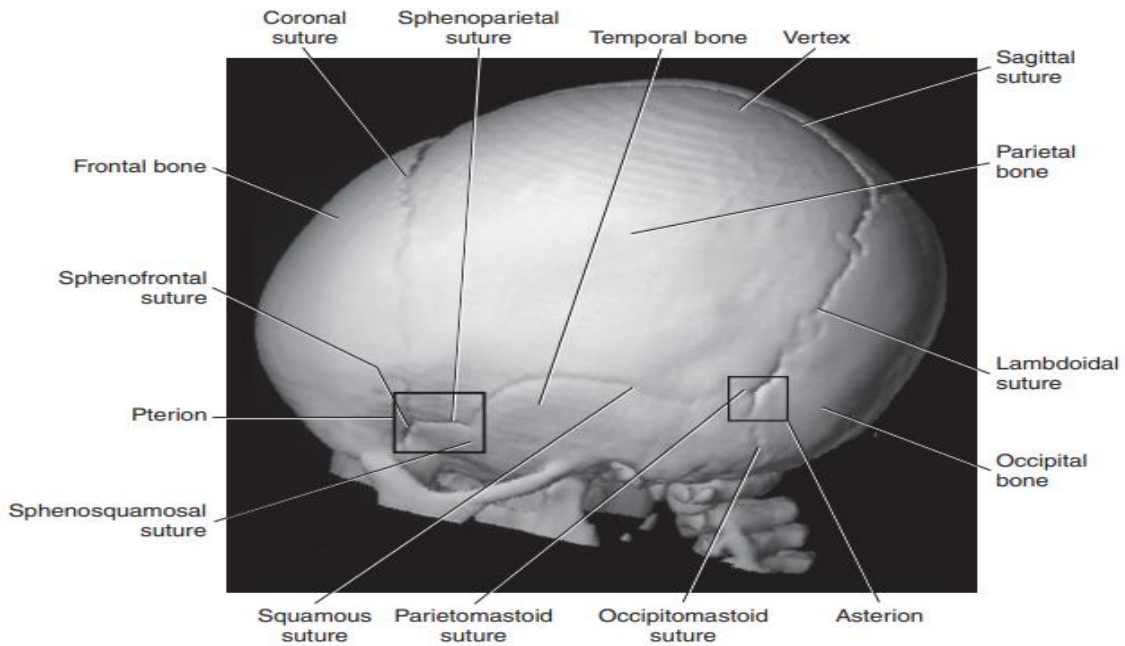 Coronal
suture
Sphenoparietal
suture
Temporal bone
Vertex
Sagittal
suture
Frontal bone
Parietal
bone
Sphenofrontal
suture
Lambdoidal
suture
Pterion
Occipital
bone
Sphenosquamosal
suture
Squamous
suture
Parietomastoid
suture
Occipitomastoid
suture
Asterion